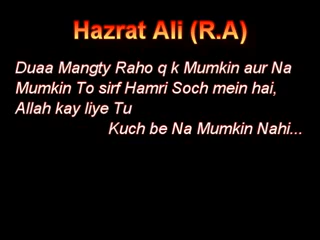 Hazrat Ali (R.A)
Duaa Mangty Raho q k Mumkin aur Na
Mumkin To sirf Hamri Soch mein hai,
Allah kay liye Tu
Kuch be Na Mumkin Nahi...